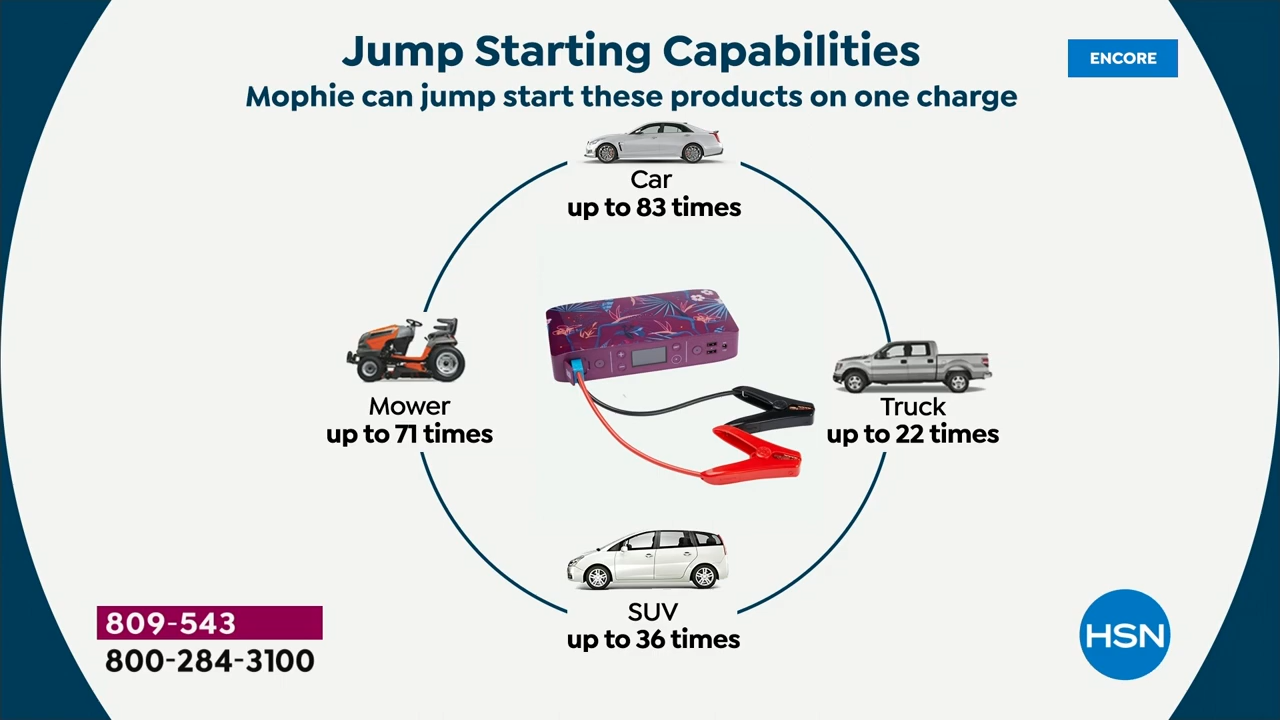 Jump Starting Capabilities
ENCORE
Mophie can jump start these products on one charge
Car
up to 83 times
Mower
up to 71 times
Truck
up to 22 times
SUV
up to 36 times
809-543
800-284-3100
HSN